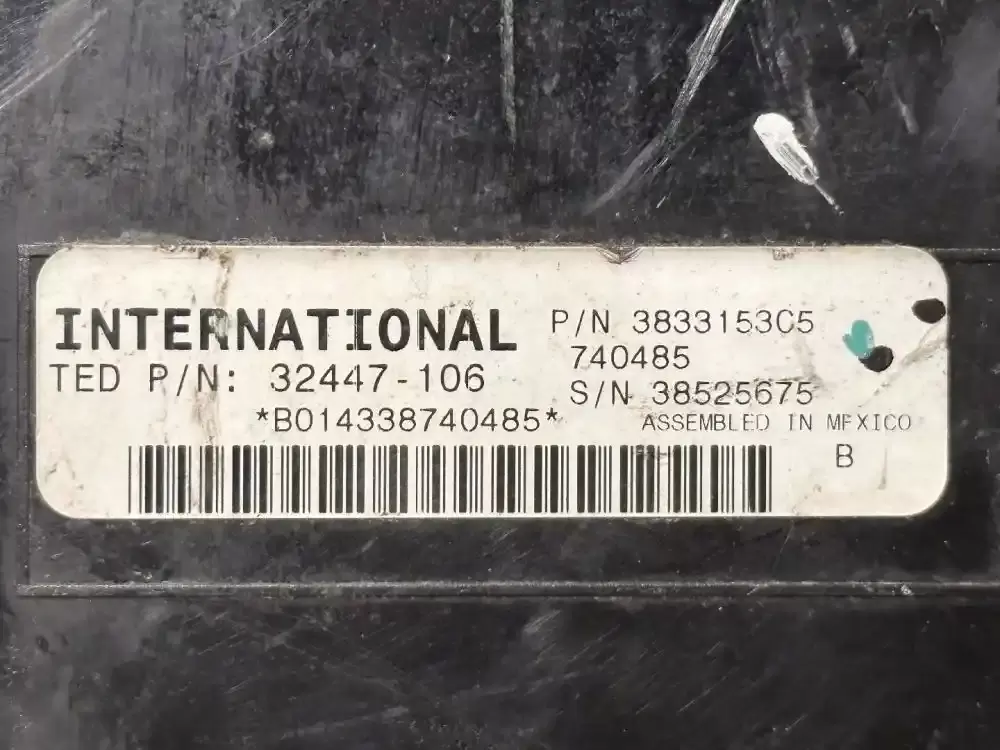 INTERNATIONAL
TED P/N: 32447-106
P/N 3833153C5
740485
S/N 38525675
*B014338740485*
ASSEMBLED IN MEXICO
B